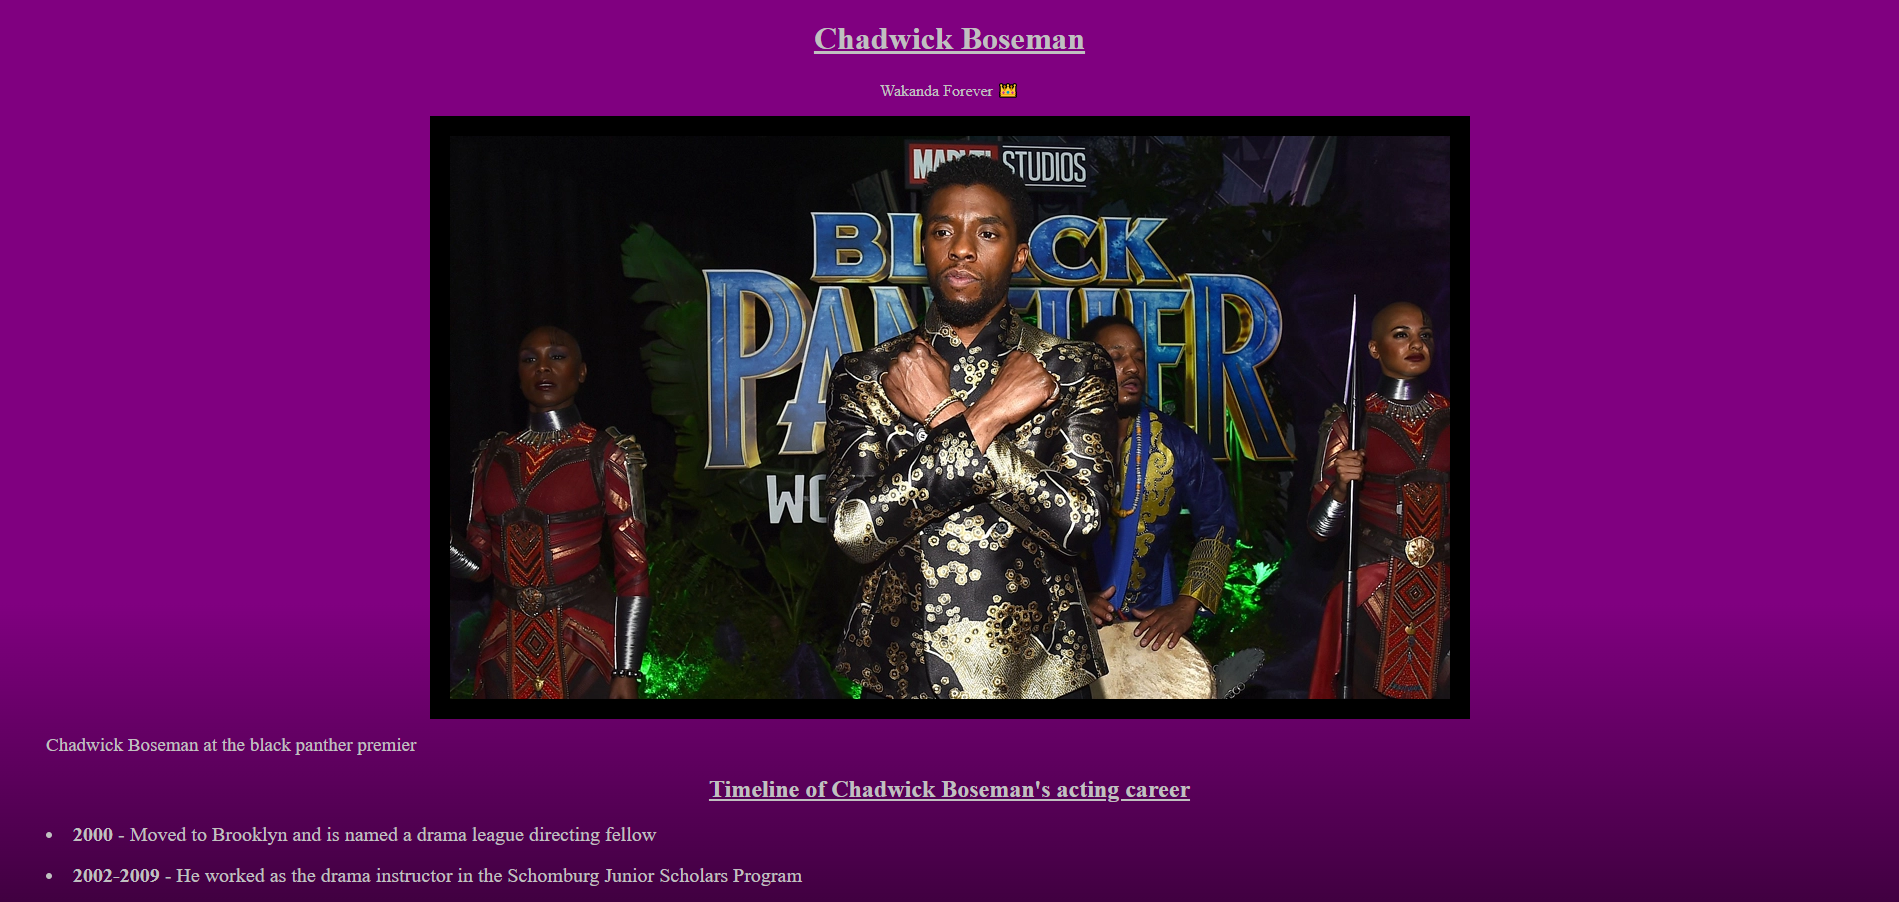 Chadwick Boseman
Wakanda Forever 👑
MARVEL STUDIOS
BLACK
PANTHER
WO
Chadwick Boseman at the black panther premier
Timeline of Chadwick Boseman's acting career
• 2000 - Moved to Brooklyn and is named a drama league directing fellow
• 2002-2009 - He worked as the drama instructor in the Schomburg Junior Scholars Program